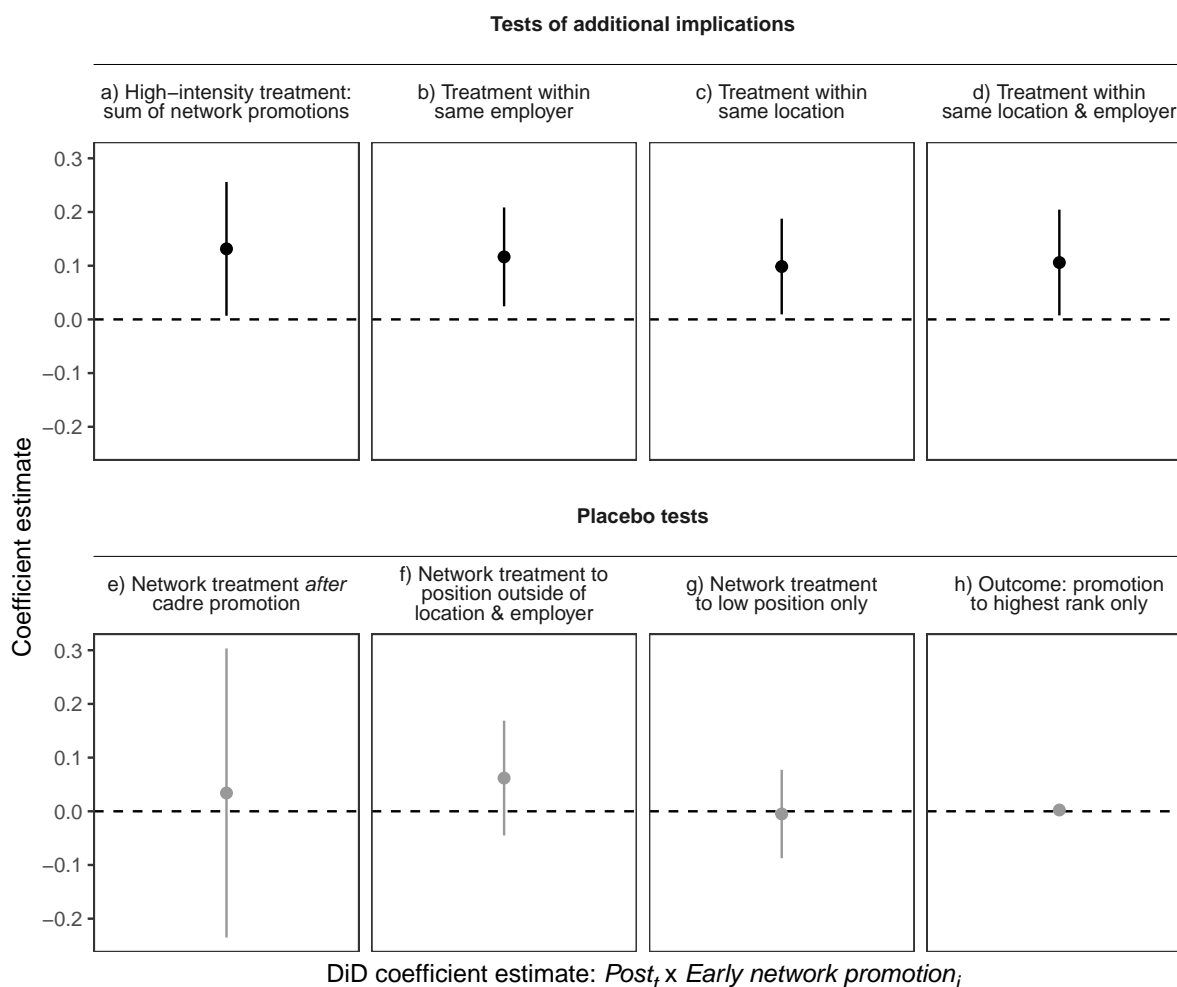 Tests of additional implications
a) High−intensity treatment:
sum of network promotions
b) Treatment within
same employer
c) Treatment within
same location
d) Treatment within
same location & employer
0.3
0.2
0.1
0.0
−0.1
−0.2
Coefficient estimate
Placebo tests
e) Network treatment after
cadre promotion
f) Network treatment to
position outside of
location & employer
g) Network treatment
to low position only
h) Outcome: promotion
to highest rank only
0.3
0.2
0.1
0.0
−0.1
−0.2
DiD coefficient estimate: Post_t x Early network promotion_i